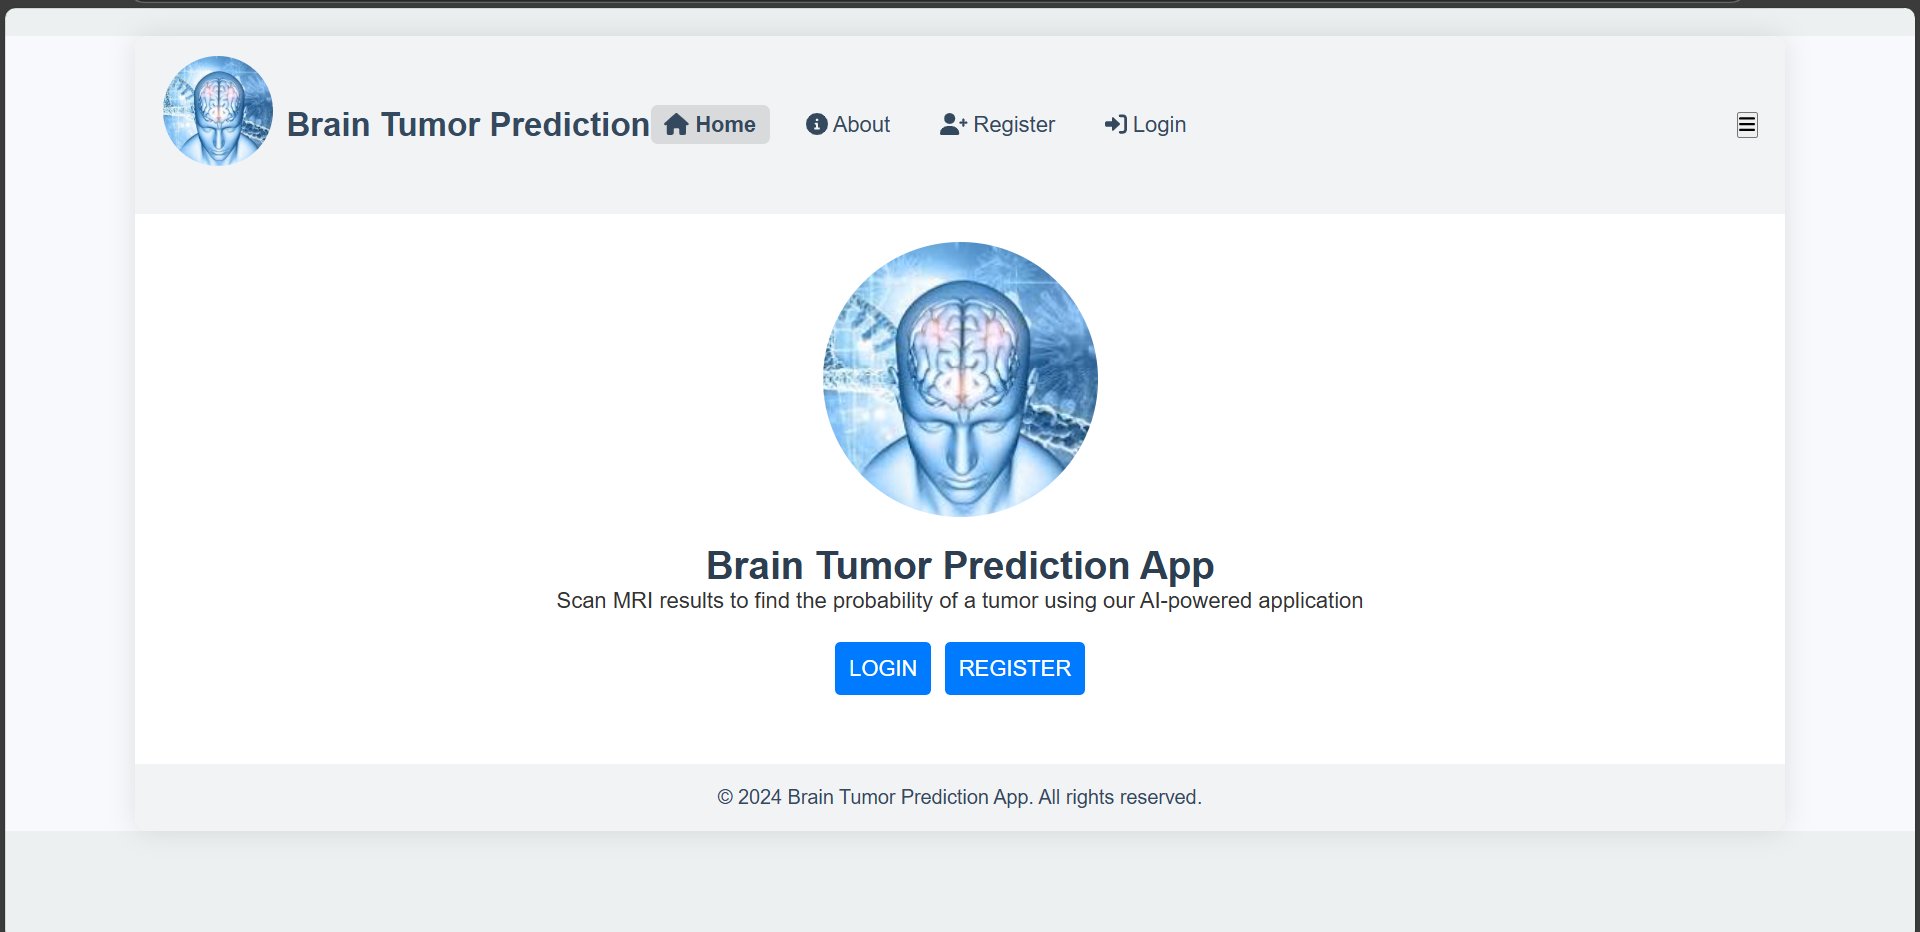 Brain Tumor Prediction Home About Register Login
Brain Tumor Prediction App
Scan MRI results to find the probability of a tumor using our AI-powered application
LOGIN REGISTER
© 2024 Brain Tumor Prediction App. All rights reserved.